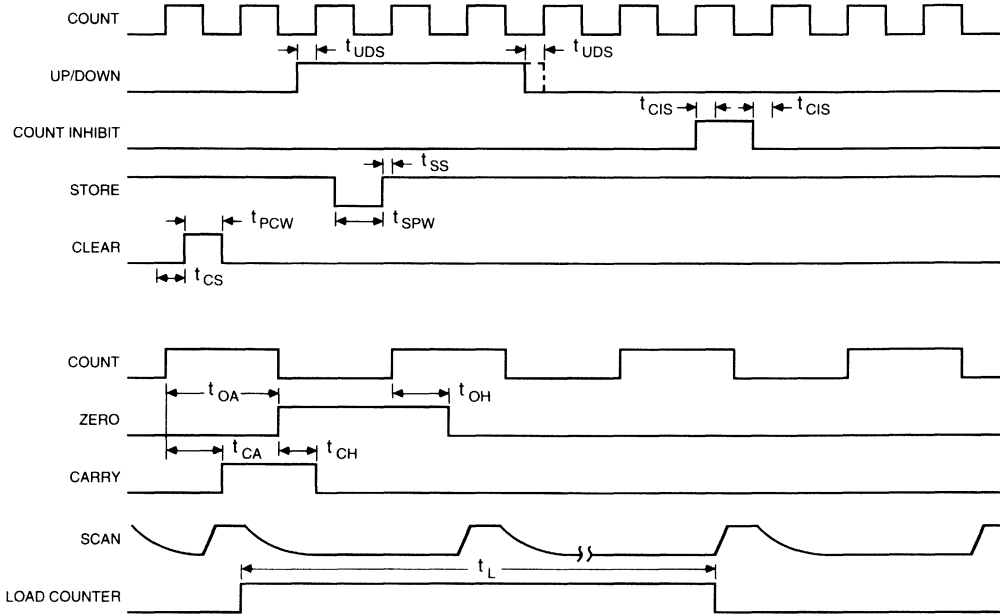 COUNT
t UDS t UDS
UP/DOWN
t CIS t CIS
COUNT INHIBIT
t SS
STORE
t PCW t SPW
CLEAR
t CS
COUNT
t OA t OH
ZERO
t CA t CH
CARRY
SCAN
t L
LOAD COUNTER